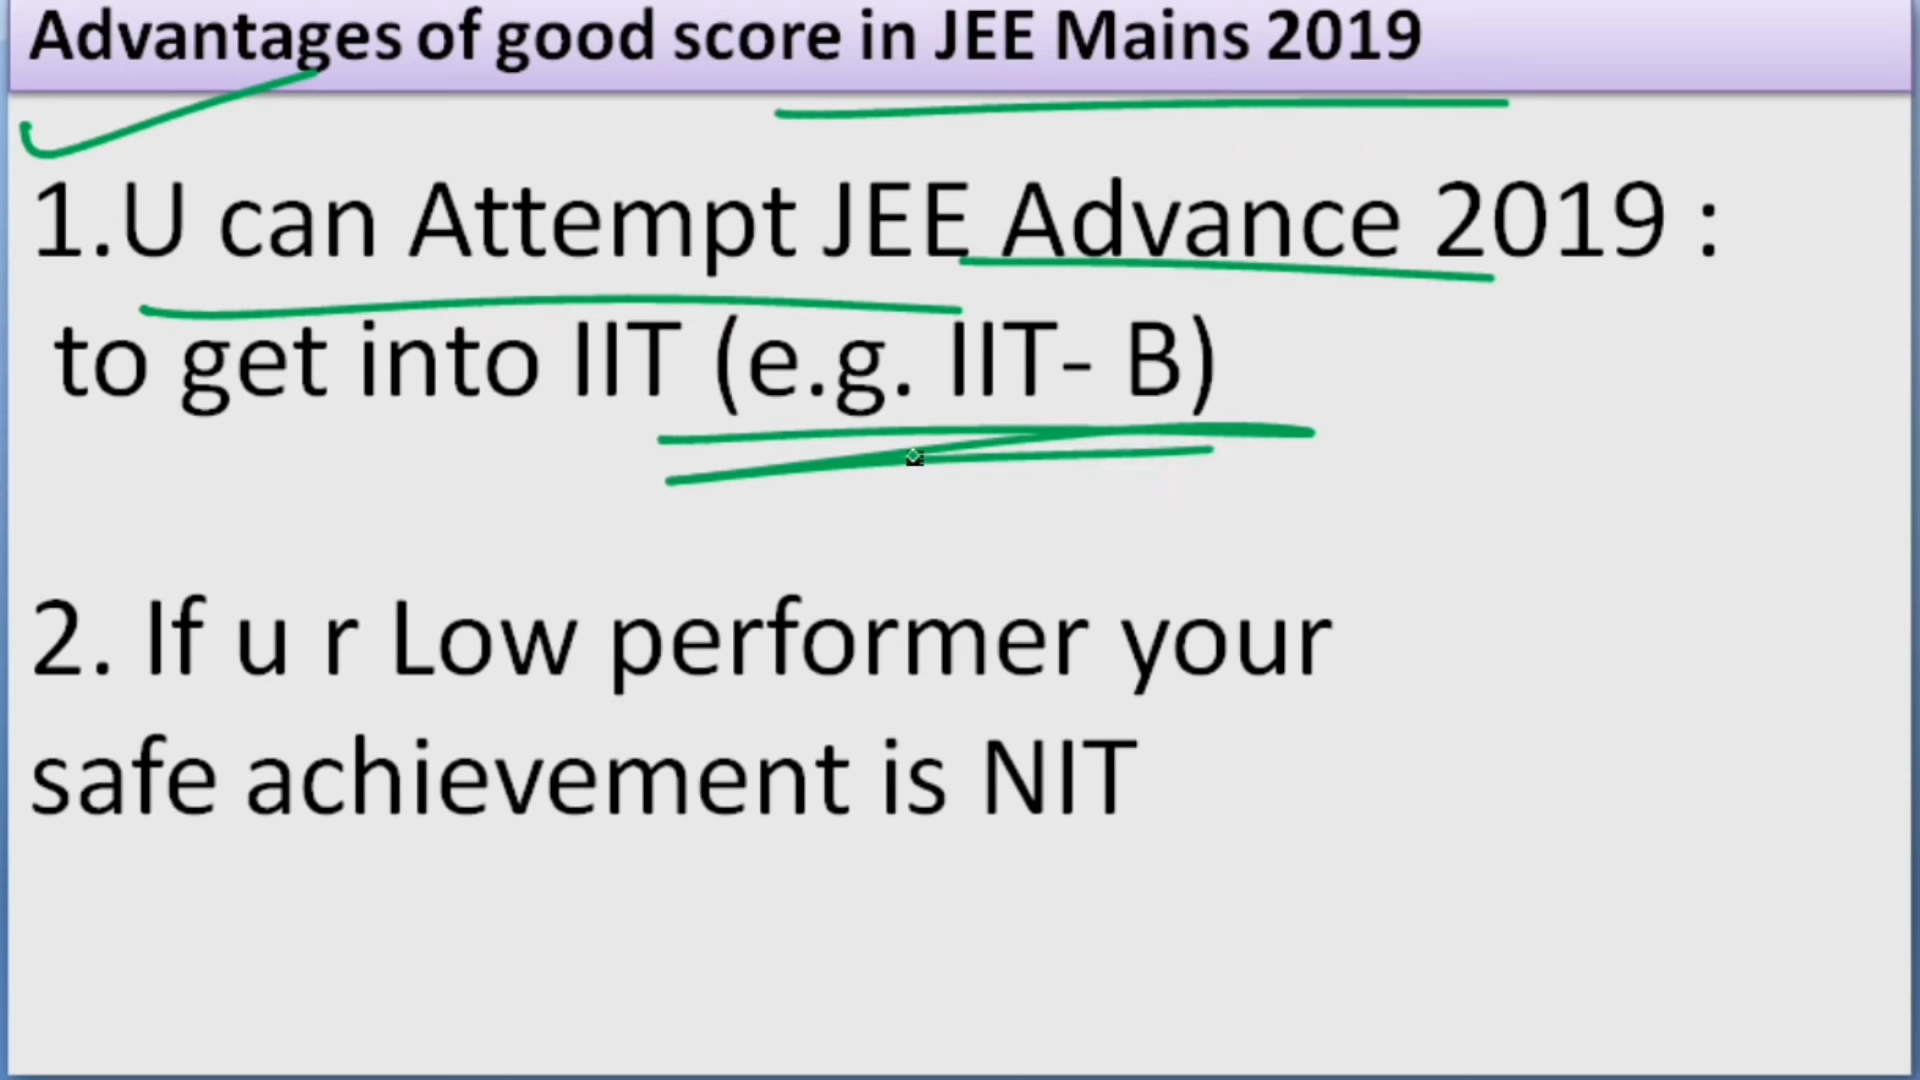 Advantages of good score in JEE Mains 2019
1.U can Attempt JEE Advance 2019 :
to get into IIT (e.g. IIT- B)
2. If u r Low performer your
safe achievement is NIT